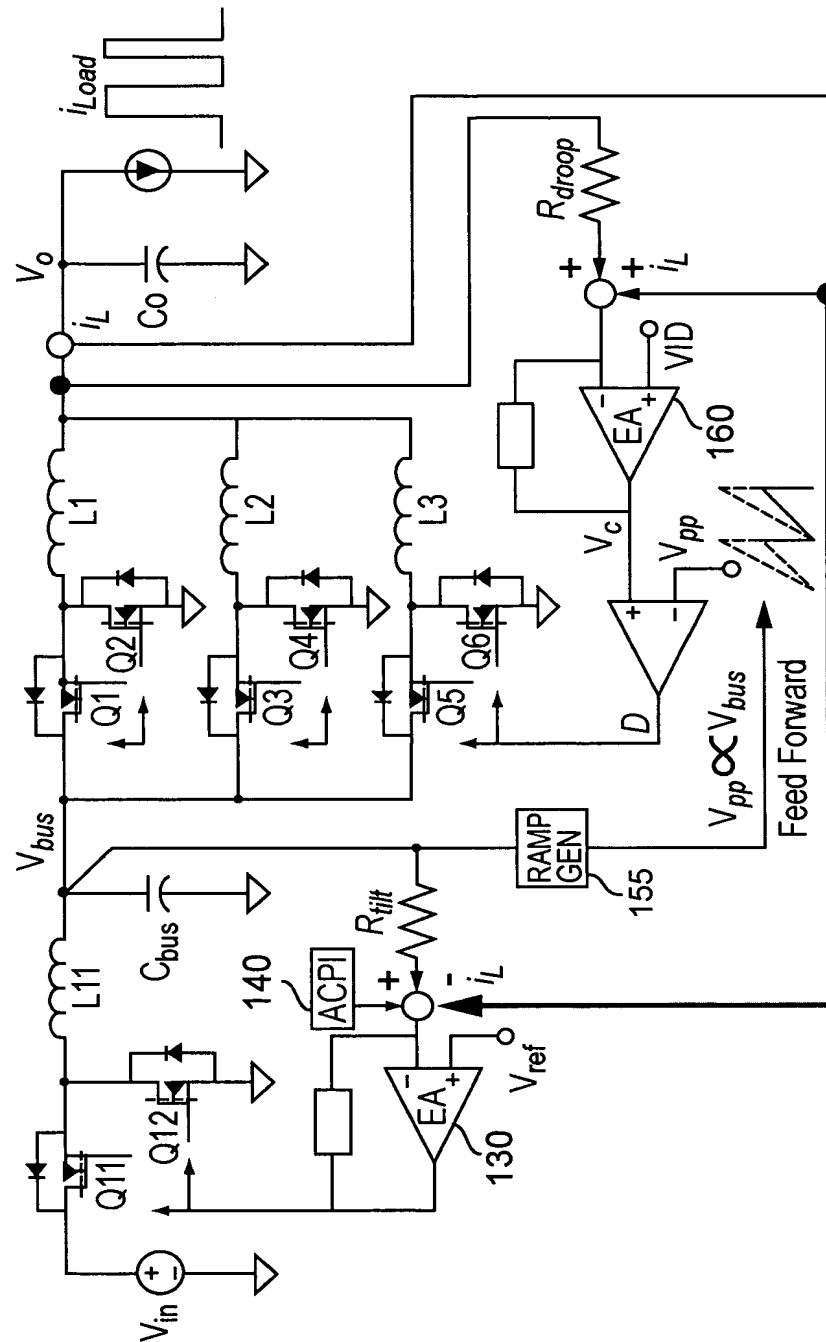 V_in
Q11
Q12
L11
C_bus
V_bus
Q1
Q2
L1
Q3
Q4
L2
Q5
Q6
L3
i_L
V_o
Co
i_Load
130
EA
-
+
V_ref
140
ACPI
+
-
i_L
R_tilt
RAMP
GEN
155
V_pp ∝ V_bus
Feed Forward
D
+
-
V_pp
V_c
EA
-
+
160
VID
+
+
i_L
R_droop